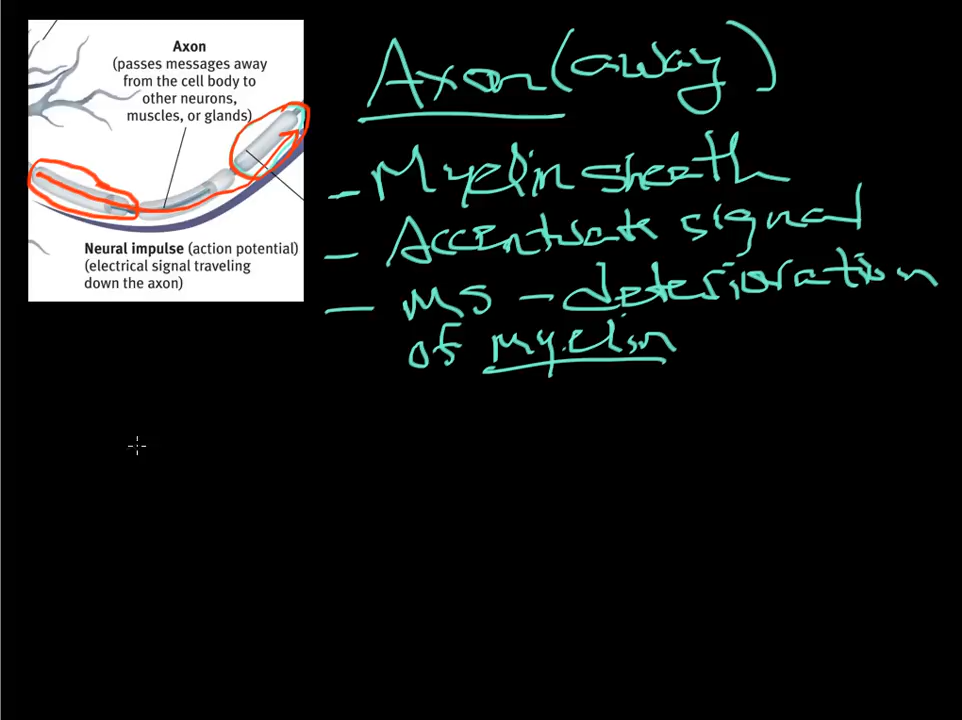 Axon
(passes messages away
from the cell body to
other neurons,
muscles, or glands)
Neural impulse (action potential)
(electrical signal traveling
down the axon)
Axon (away)
- Myelin sheath
- Accentuate signal
- MS - deterioration
of myelin